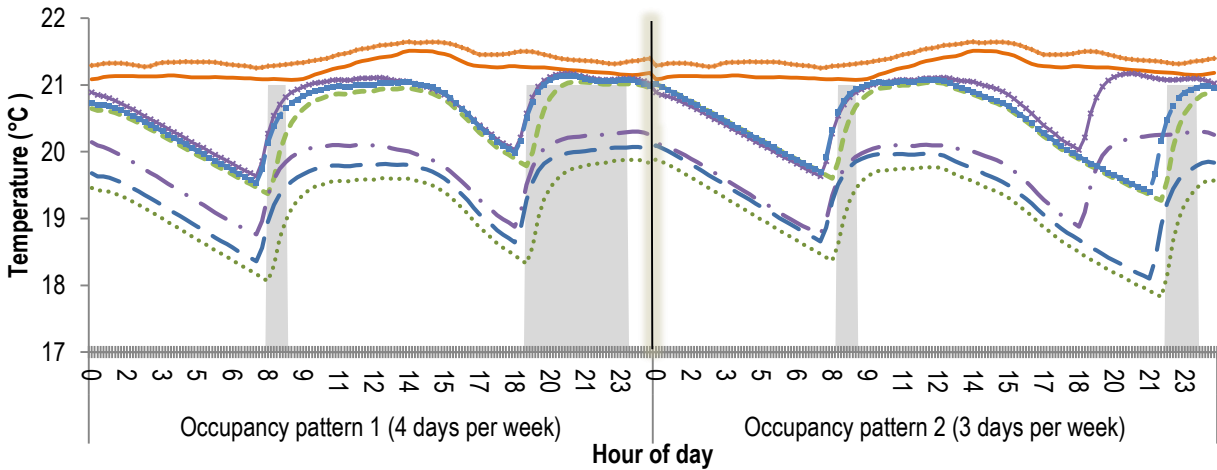 22
21
20
19
18
17
Temperature (°C )
0 2 3 5 6 8 9 11 12 14 15 17 18 20 21 23 0 2 3 5 6 8 9 11 12 14 15 17 18 20 21 23
Occupancy pattern 1 (4 days per week) Occupancy pattern 2 (3 days per week)
Hour of day